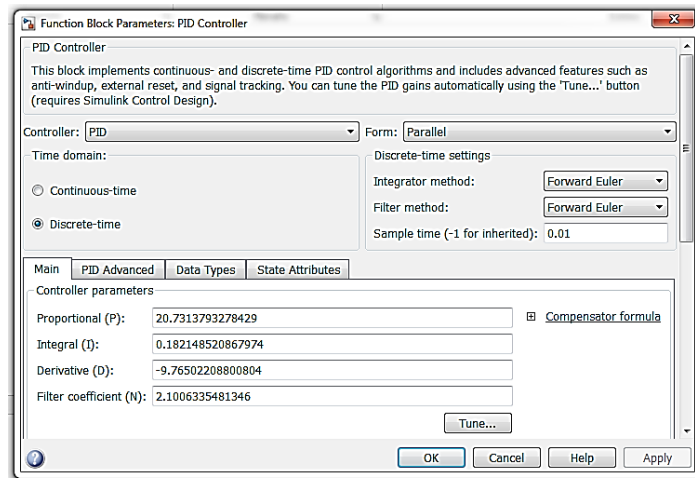 Function Block Parameters: PID Controller
PID Controller
This block implements continuous- and discrete-time PID control algorithms and includes advanced features such as
anti-windup, external reset, and signal tracking. You can tune the PID gains automatically using the 'Tune...' button
(requires Simulink Control Design).
Controller: PID Form: Parallel
Time domain:
Continuous-time
Discrete-time
Discrete-time settings
Integrator method: Forward Euler
Filter method: Forward Euler
Sample time (-1 for inherited): 0.01
Main PID Advanced Data Types State Attributes
Controller parameters
Proportional (P): 20.7313793278429 Compensator formula
Integral (I): 0.182148520867974
Derivative (D): -9.76502208800804
Filter coefficient (N): 2.1006335481346
Tune...
OK Cancel Help Apply